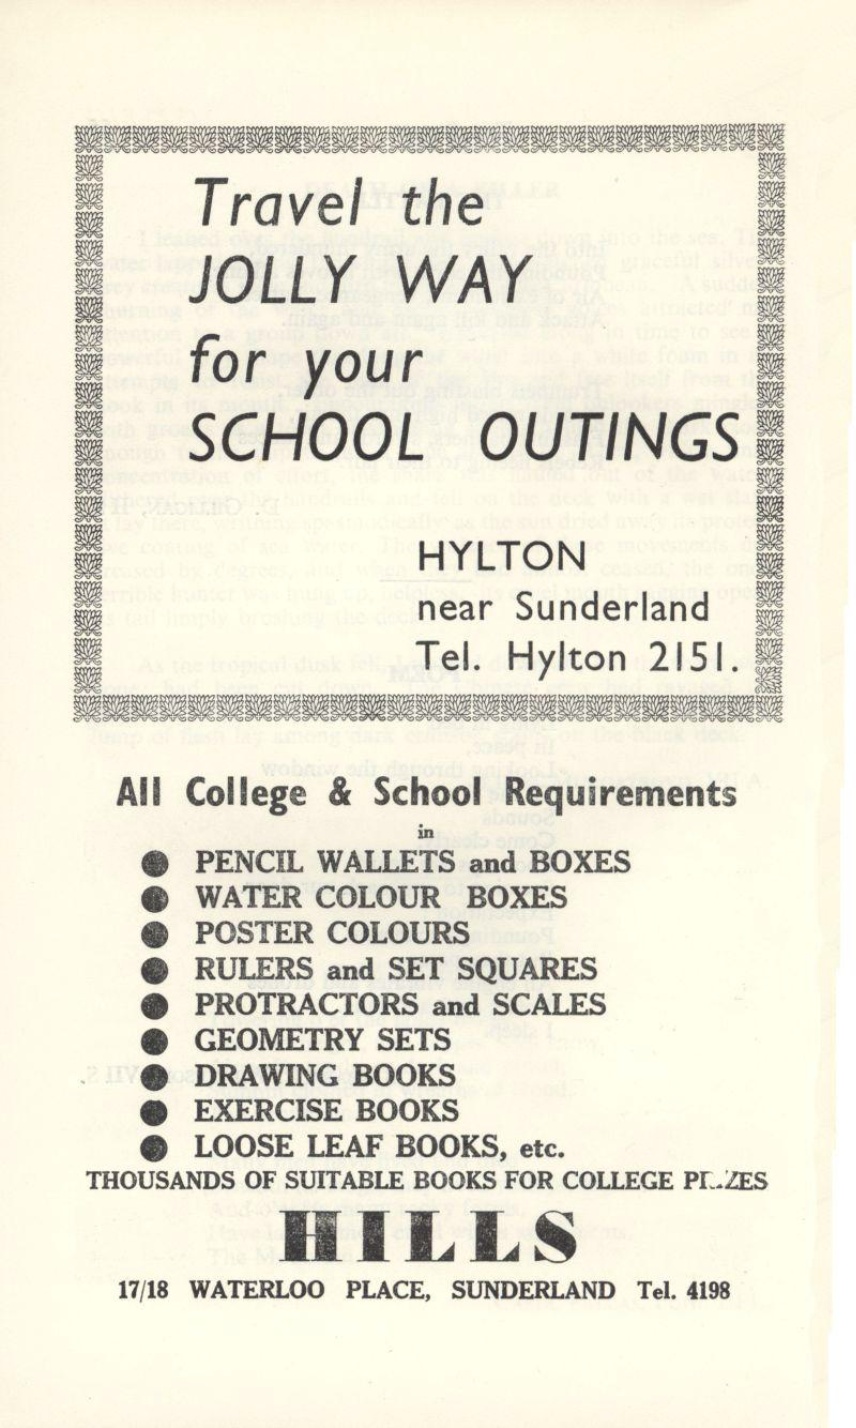 Travel the
JOLLY WAY
for your
SCHOOL OUTINGS
HYLTON
near Sunderland
Tel. Hylton 2151.
All College & School Requirements
in
● PENCIL WALLETS and BOXES
● WATER COLOUR BOXES
● POSTER COLOURS
● RULERS and SET SQUARES
● PROTRACTORS and SCALES
● GEOMETRY SETS
● DRAWING BOOKS
● EXERCISE BOOKS
● LOOSE LEAF BOOKS, etc.
THOUSANDS OF SUITABLE BOOKS FOR COLLEGE PRIZES
HILLS
17/18 WATERLOO PLACE, SUNDERLAND Tel. 4198